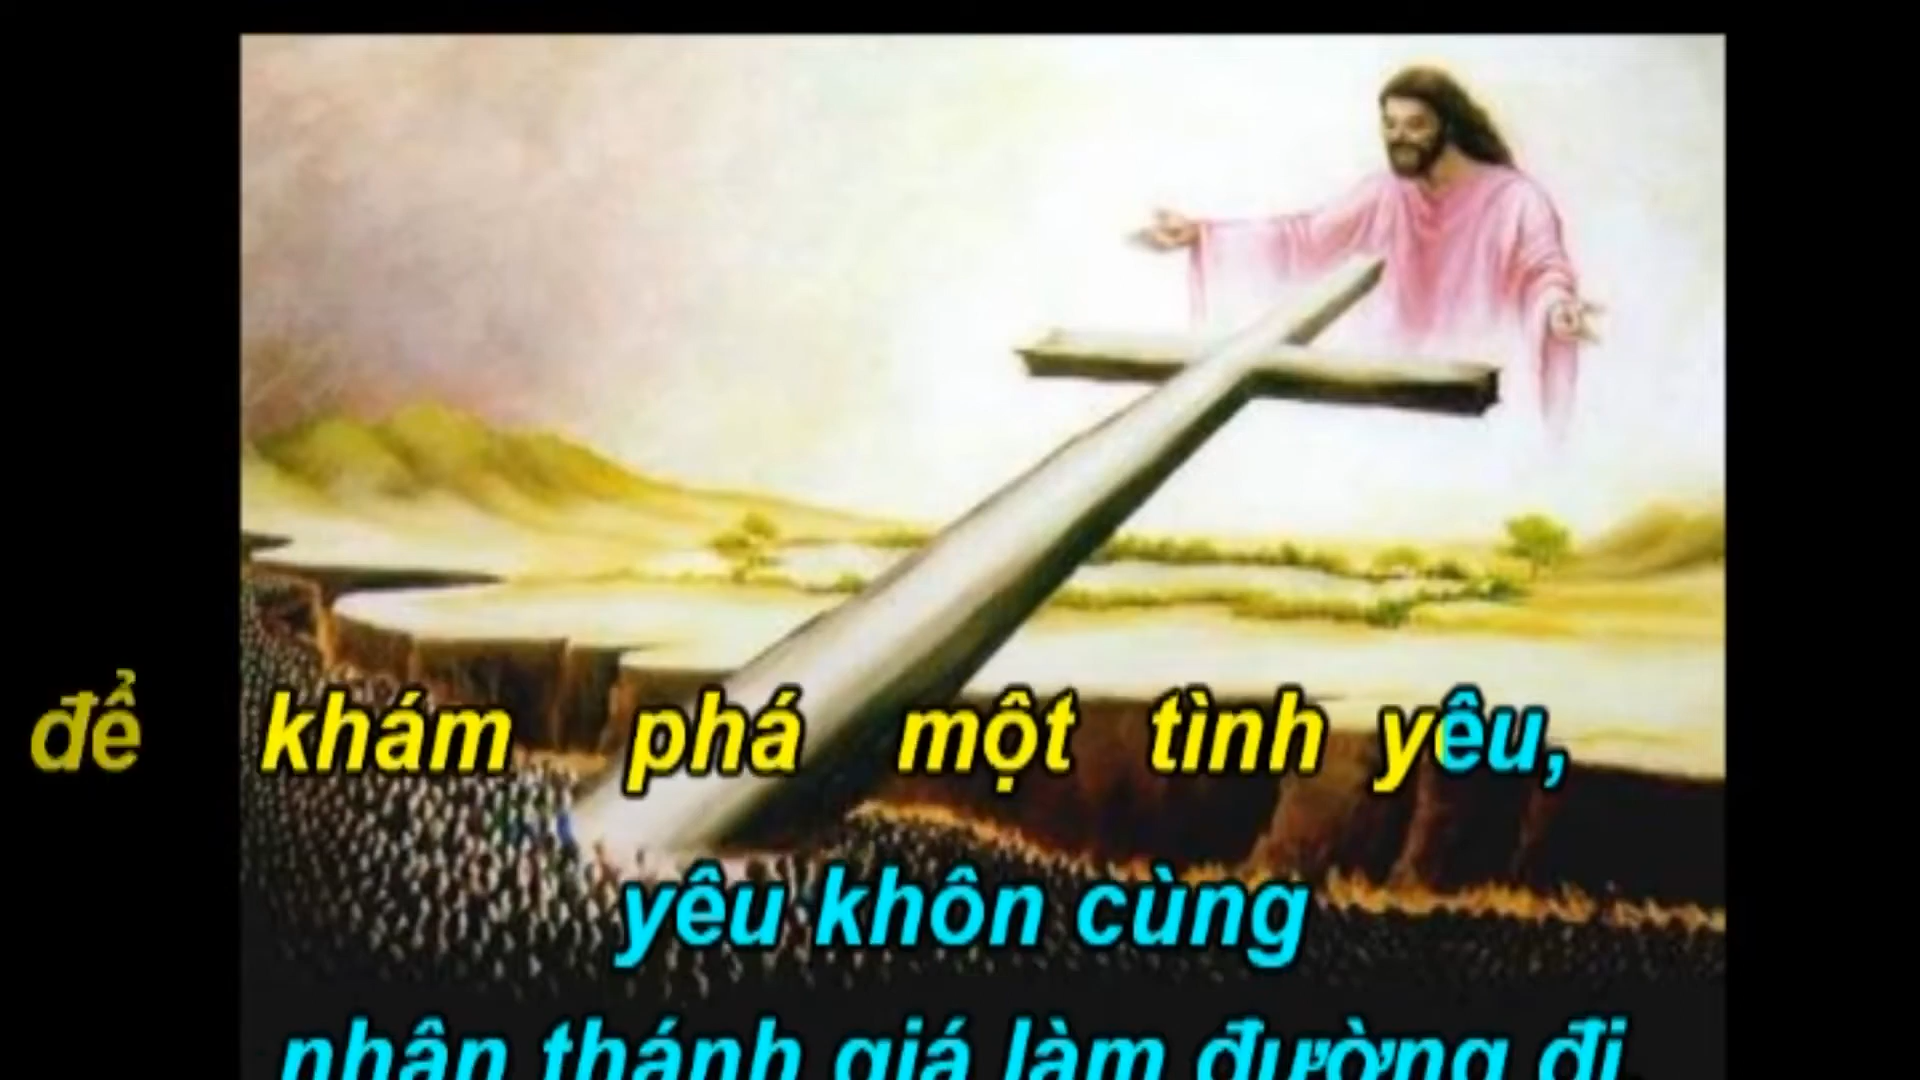 để khám phá một tình yêu,
yêu khôn cùng
nhận thánh giá làm đường đi,